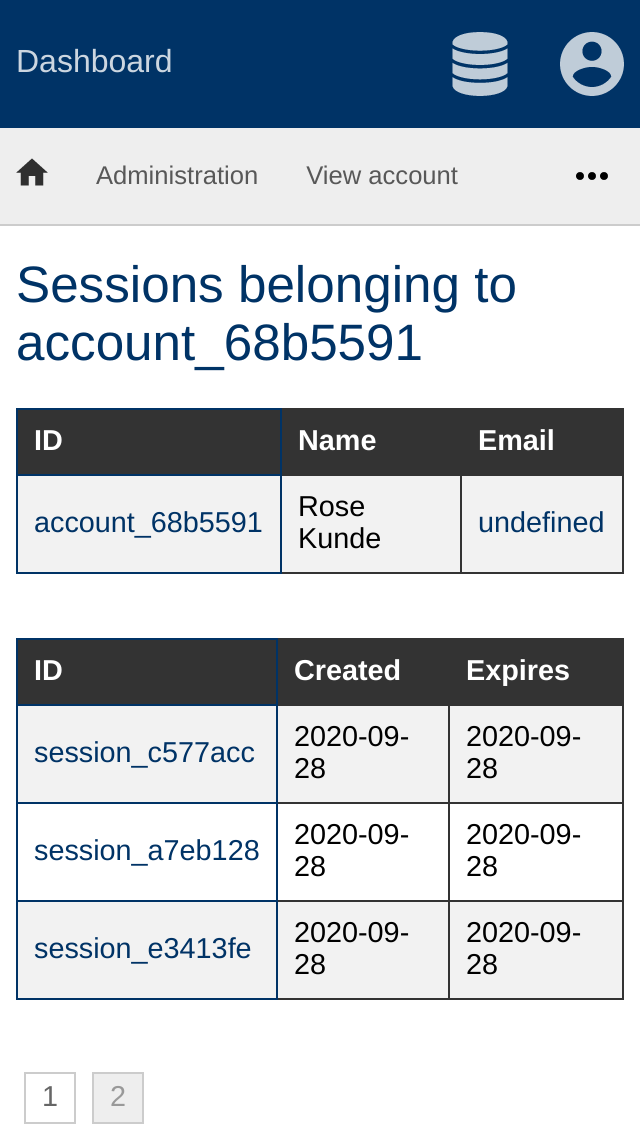 Dashboard
Administration View account
Sessions belonging to
account_68b5591
ID Name Email
account_68b5591 Rose Kunde undefined
ID Created Expires
session_c577acc 2020-09-28 2020-09-28
session_a7eb128 2020-09-28 2020-09-28
session_e3413fe 2020-09-28 2020-09-28
1 2